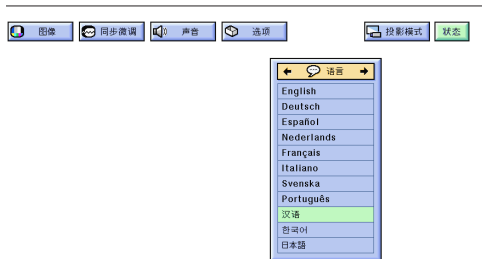 图像 同步微调 声音 选项 投影模式 状态
语言
English
Deutsch
Español
Nederlands
Français
Italiano
Svenska
Português
汉语
한국어
日本語